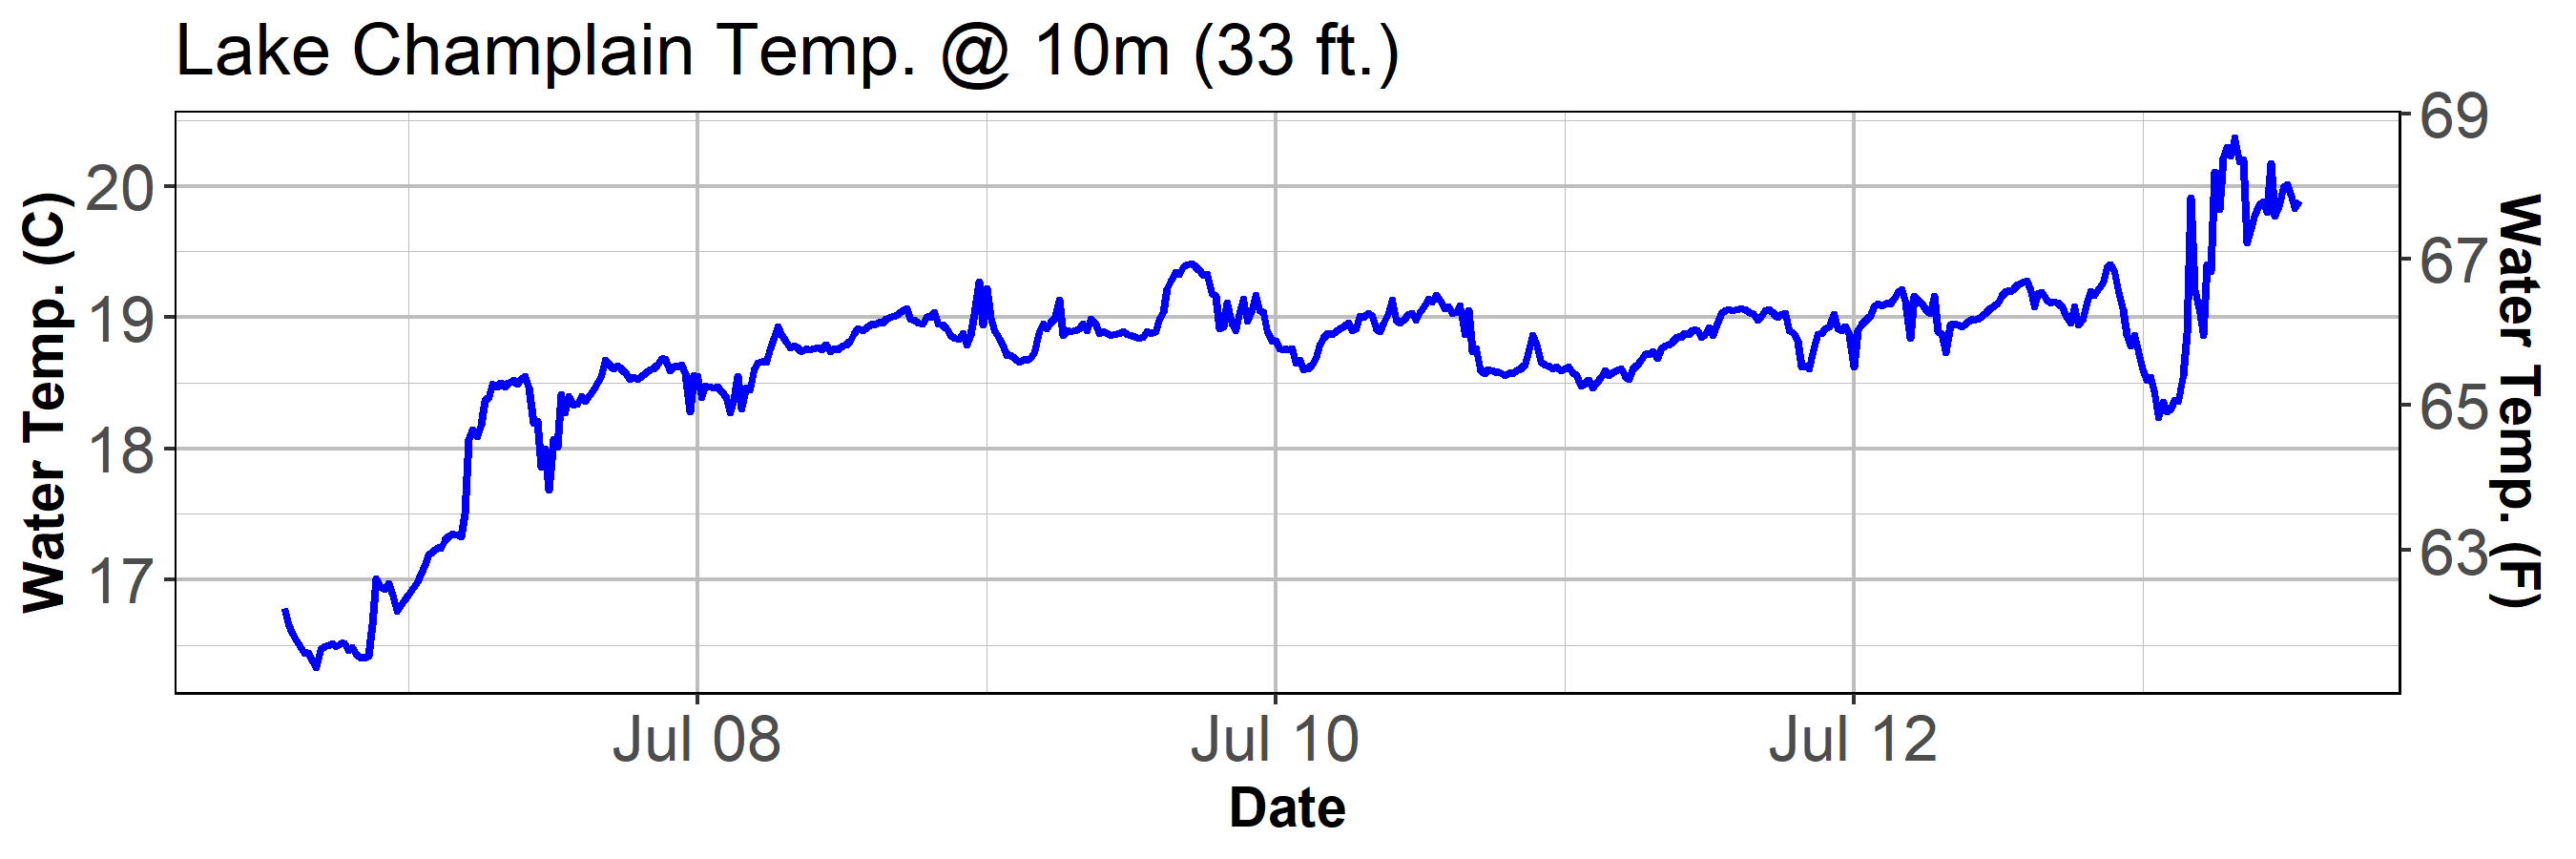 Lake Champlain Temp. @ 10m (33 ft.)
Water Temp. (C)
20
19
18
17
69
67
65
63
Water Temp. (F)
Jul 08
Jul 10
Jul 12
Date